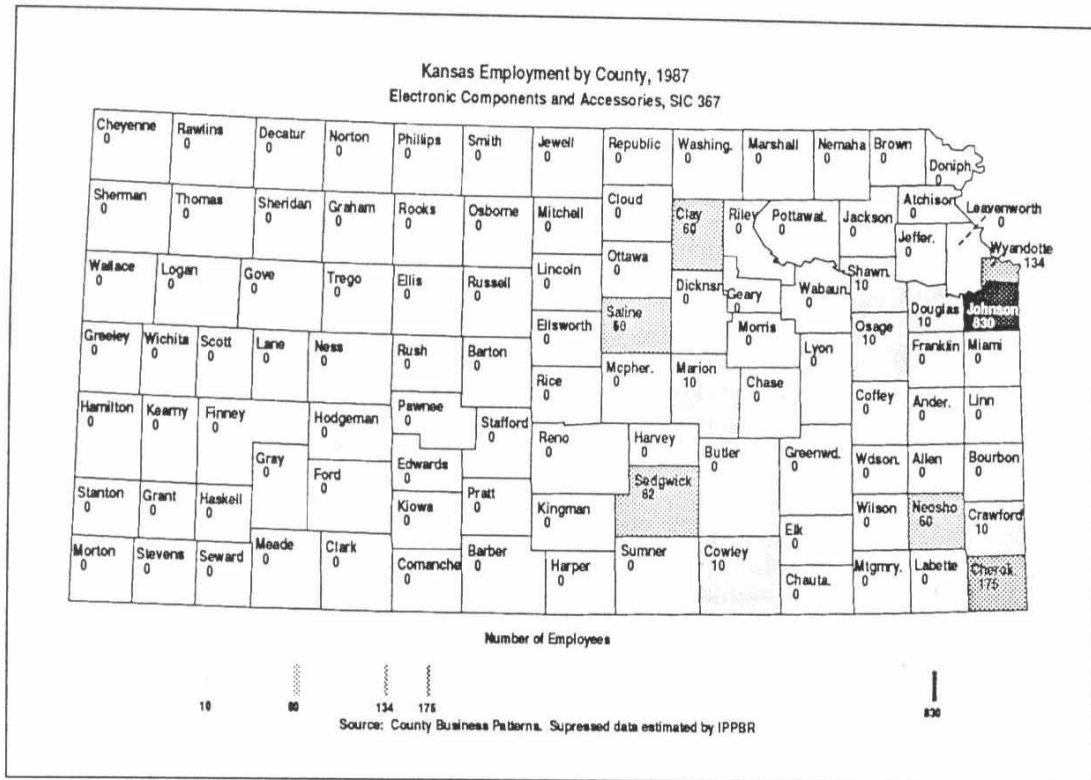 Kansas Employment by County, 1987
Electronic Components and Accessories, SIC 367
Cheyenne 0
Rawlins 0
Decatur 0
Norton 0
Phillips 0
Smith 0
Jewell 0
Republic 0
Washing. 0
Marshall 0
Nemaha 0
Brown 0
Doniph. 0
Sherman 0
Thomas 0
Sheridan 0
Graham 0
Rooks 0
Osborne 0
Mitchell 0
Cloud 0
Clay 60
Riley 0
Pottawat. 0
Jackson 0
Atchison 0
Leavenworth 0
Jeffer. 0
Wyandotte 134
Wallace 0
Logan 0
Gove 0
Trego 0
Ellis 0
Russell 0
Lincoln 0
Ottawa 0
Dicknsn 0
Geary 0
Wabaun. 0
Shawn. 10
Douglas 10
Johnson 830
Saline 60
Greeley 0
Wichita 0
Scott 0
Lane 0
Ness 0
Rush 0
Barton 0
Ellsworth 0
Morris 0
Lyon 0
Osage 10
Franklin 0
Miami 0
Rice 0
Mcpher. 0
Marion 10
Chase 0
Coffey 0
Ander. 0
Linn 0
Hamilton 0
Kearny 0
Finney 0
Hodgeman 0
Pawnee 0
Stafford 0
Reno 0
Harvey 0
Butler 0
Greenwd. 0
Wdson. 0
Allen 0
Bourbon 0
Gray 0
Ford 0
Edwards 0
Sedgwick 62
Stanton 0
Grant 0
Haskell 0
Kiowa 0
Pratt 0
Kingman 0
Wilson 0
Neosho 60
Crawford 10
Elk 0
Morton 0
Stevens 0
Seward 0
Meade 0
Clark 0
Comanche 0
Barber 0
Harper 0
Sumner 0
Cowley 10
Chauta. 0
Mtgmry. 0
Labette 0
Cherok. 175
Number of Employees
10 134 175 830
Source: County Business Patterns. Supressed data estimated by IPPBR